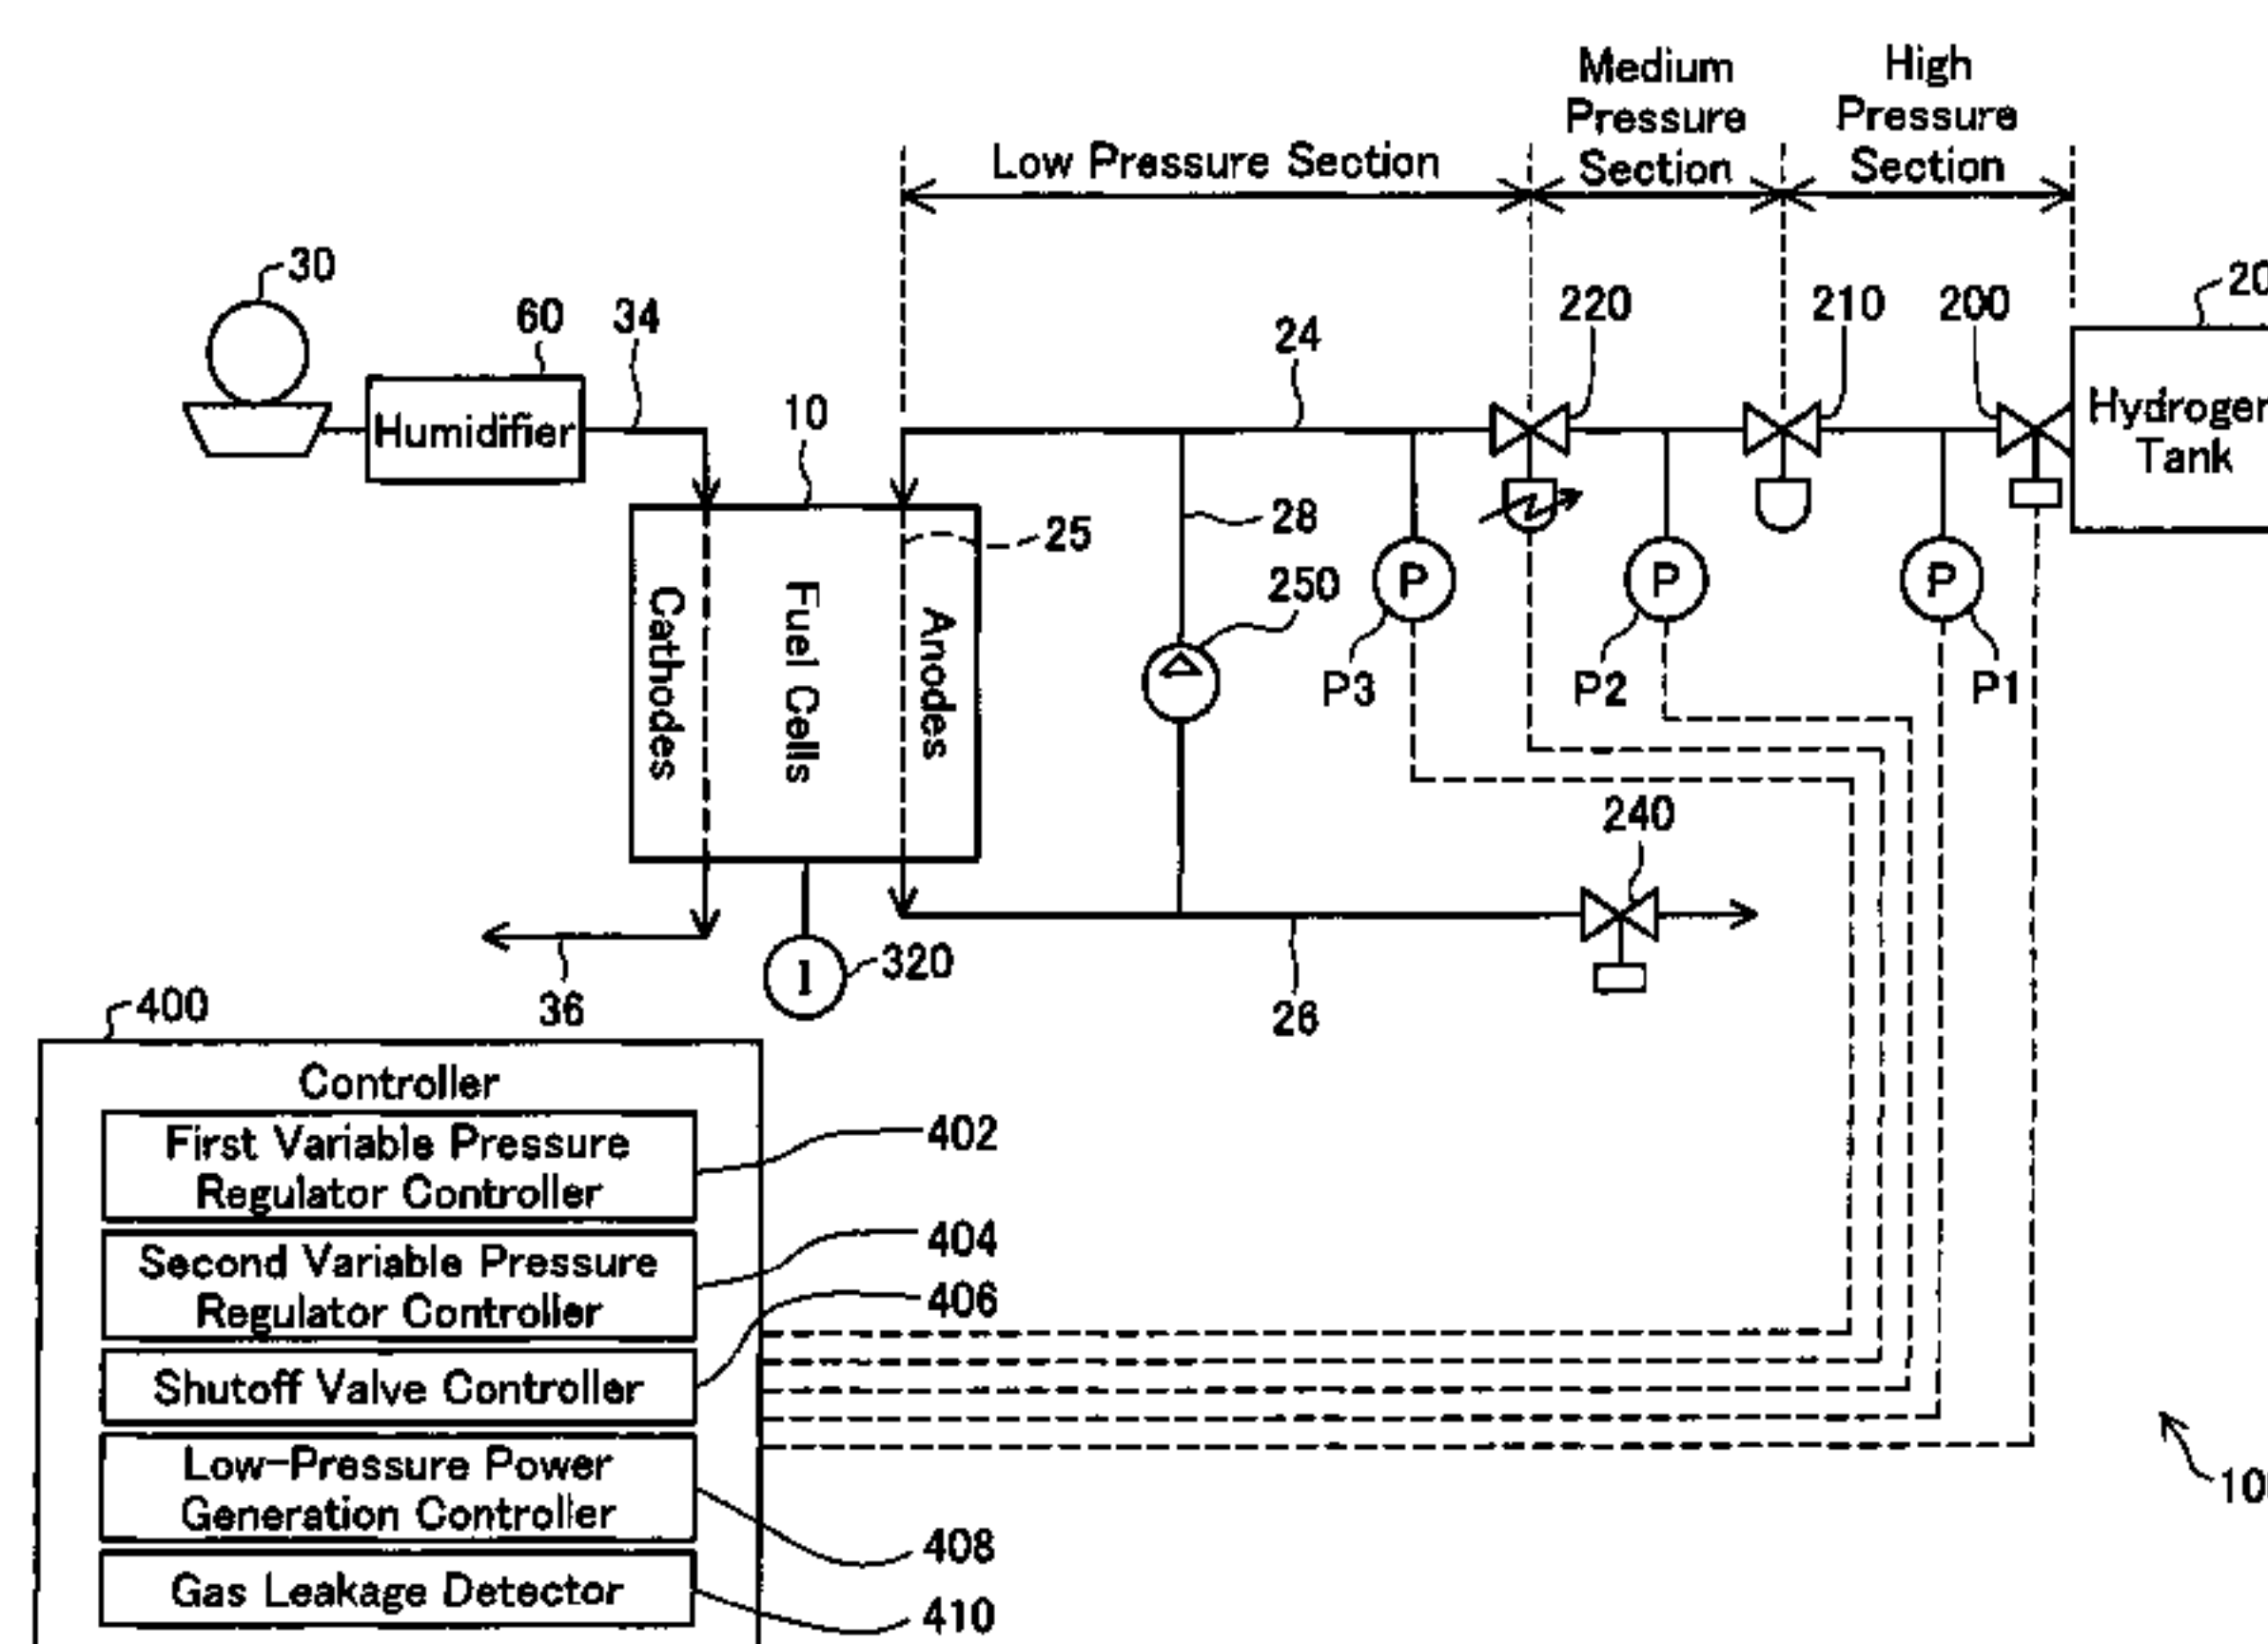 Medium
Pressure
Section
High
Pressure
Section
Low Pressure Section
30
60
34
Humidifier
10
24
220
210
200
20
Hydrogen
Tank
28
25
250
Cathodes
Fuel Cells
Anodes
P
P
P
P3
P2
P1
240
320
I
36
26
400
Controller
First Variable Pressure
Regulator Controller
402
Second Variable Pressure
Regulator Controller
404
406
Shutoff Valve Controller
Low-Pressure Power
Generation Controller
408
Gas Leakage Detector
410
10